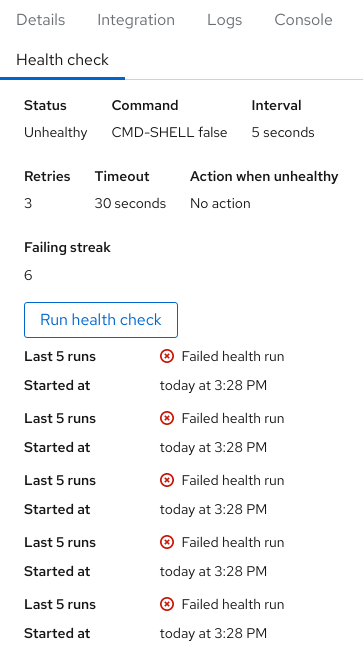 Details Integration Logs Console
Health check
Status Command Interval
Unhealthy CMD-SHELL false 5 seconds
Retries Timeout Action when unhealthy
3 30 seconds No action
Failing streak
6
Run health check
Last 5 runs Failed health run
Started at today at 3:28 PM
Last 5 runs Failed health run
Started at today at 3:28 PM
Last 5 runs Failed health run
Started at today at 3:28 PM
Last 5 runs Failed health run
Started at today at 3:28 PM
Last 5 runs Failed health run
Started at today at 3:28 PM